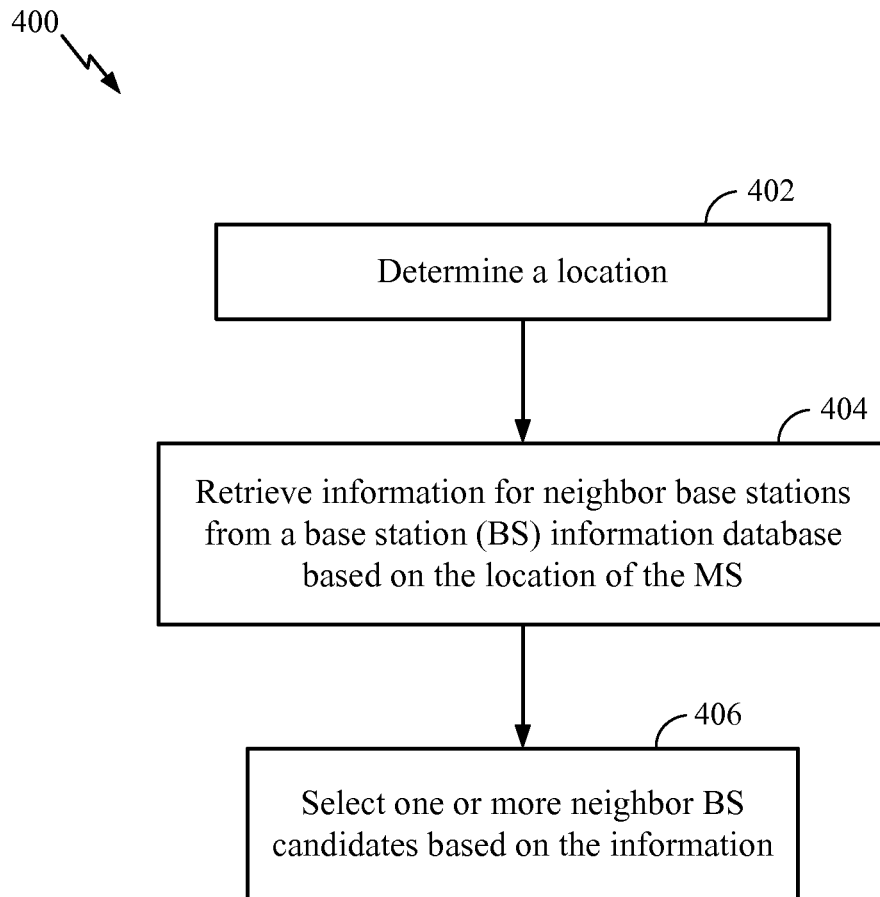 400
402
Determine a location
404
Retrieve information for neighbor base stations
from a base station (BS) information database
based on the location of the MS
406
Select one or more neighbor BS
candidates based on the information